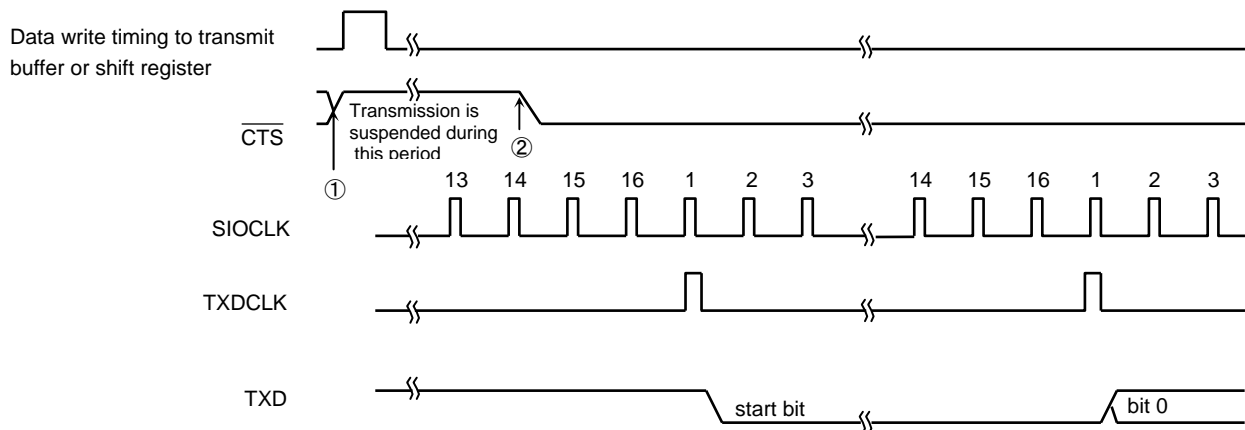 Data write timing to transmit
buffer or shift register
CTS
Transmission is
suspended during
this period
①
②
13 14 15 16 1 2 3 14 15 16 1 2 3
SIOCLK
TXDCLK
TXD
start bit
bit 0